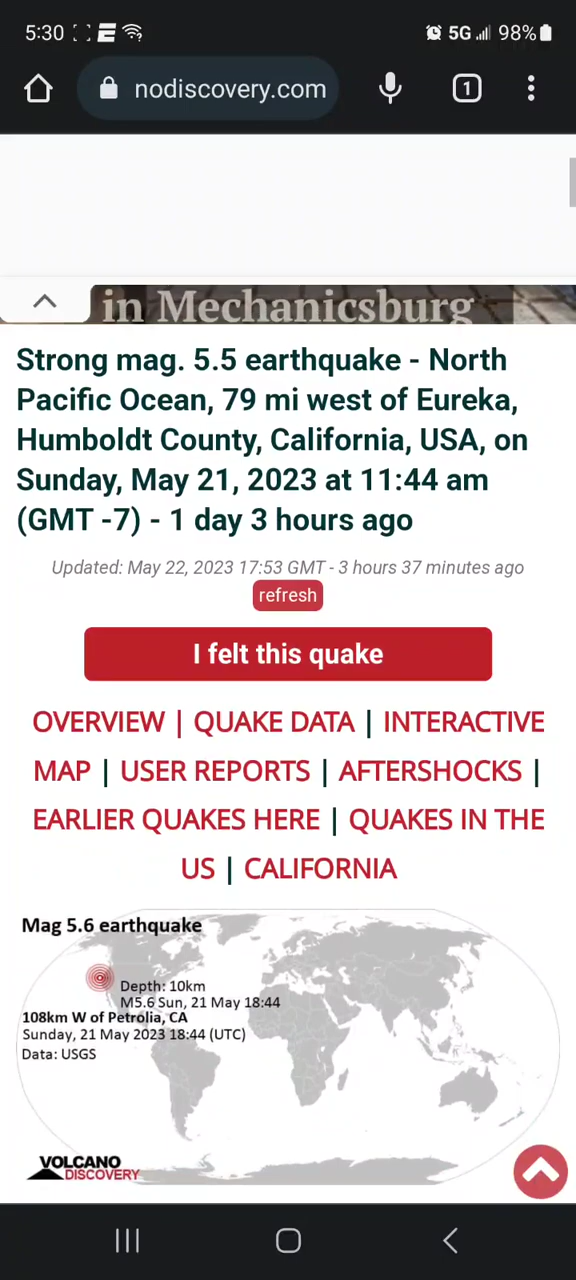 5:30
5G 98%
nodiscovery.com
1
in Mechanicsburg
Strong mag. 5.5 earthquake - North
Pacific Ocean, 79 mi west of Eureka,
Humboldt County, California, USA, on
Sunday, May 21, 2023 at 11:44 am
(GMT -7) - 1 day 3 hours ago
Updated: May 22, 2023 17:53 GMT - 3 hours 37 minutes ago
refresh
I felt this quake
OVERVIEW | QUAKE DATA | INTERACTIVE
MAP | USER REPORTS | AFTERSHOCKS |
EARLIER QUAKES HERE | QUAKES IN THE
US | CALIFORNIA
Mag 5.6 earthquake
Depth: 10km
M5.6 Sun, 21 May 18:44
108km W of Petrolia, CA
Sunday, 21 May 2023 18:44 (UTC)
Data: USGS
VOLCANO
DISCOVERY